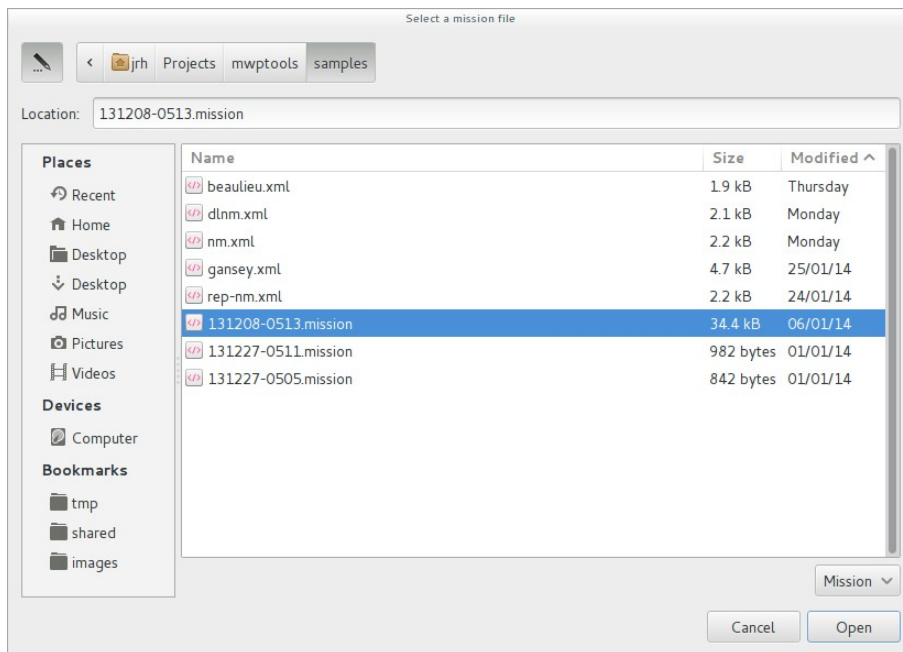 Select a mission file
jrh Projects mwptools samples
Location: 131208-0513.mission
Places
Recent
Home
Desktop
Desktop
Music
Pictures
Videos
Devices
Computer
Bookmarks
tmp
shared
images
Name Size Modified
beaulieu.xml 1.9 kB Thursday
dlnm.xml 2.1 kB Monday
nm.xml 2.2 kB Monday
gansey.xml 4.7 kB 25/01/14
rep-nm.xml 2.2 kB 24/01/14
131208-0513.mission 34.4 kB 06/01/14
131227-0511.mission 982 bytes 01/01/14
131227-0505.mission 842 bytes 01/01/14
Mission
Cancel Open